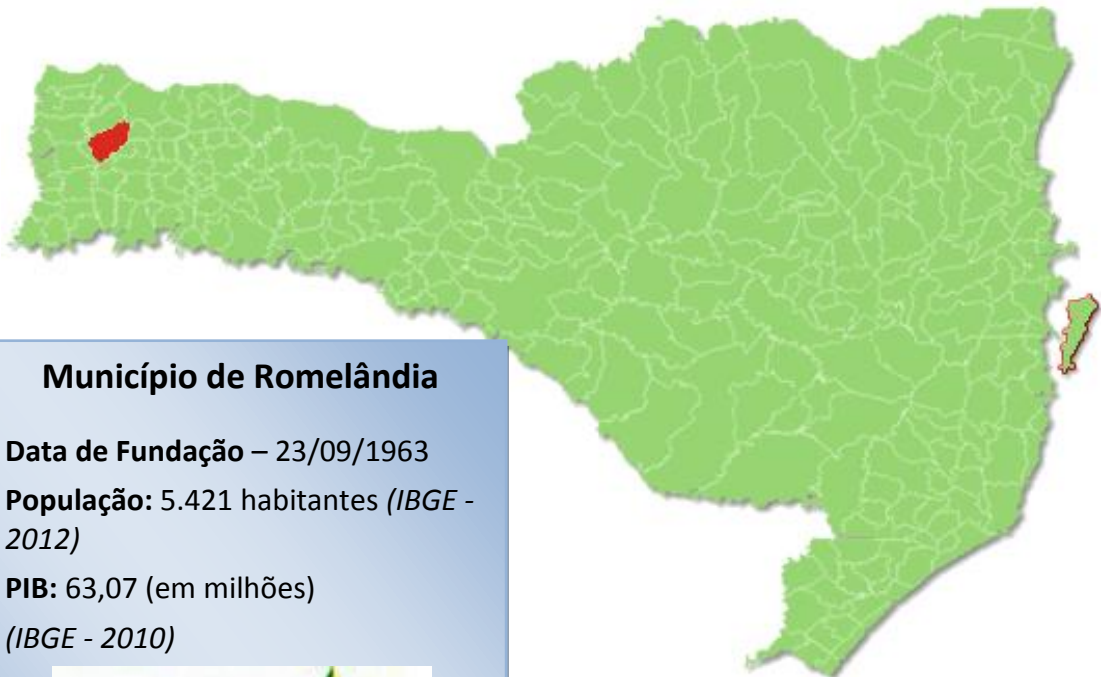 Município de Romelândia
Data de Fundação – 23/09/1963
População: 5.421 habitantes (IBGE -
2012)
PIB: 63,07 (em milhões)
(IBGE - 2010)